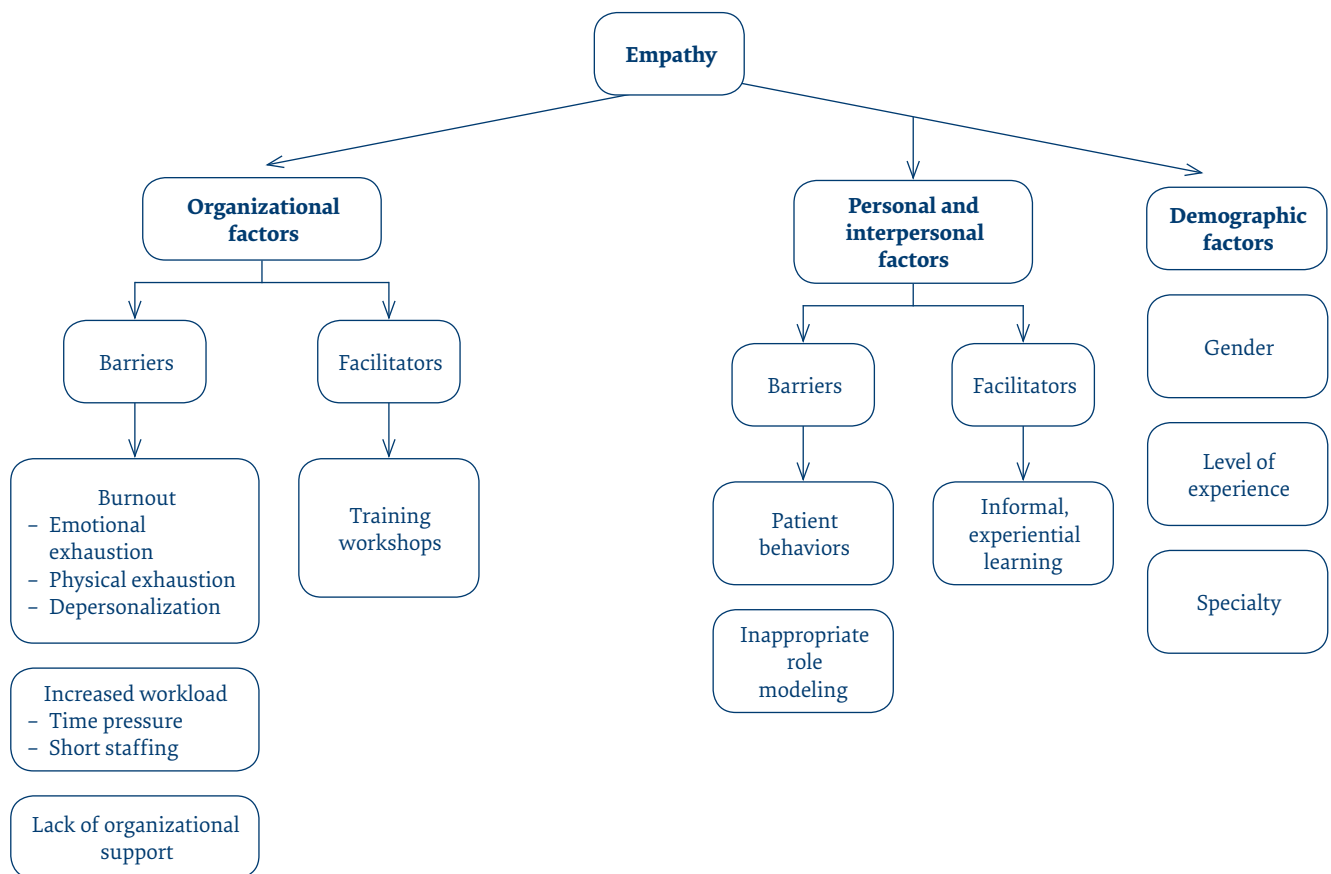 Empathy
Organizational
factors
Barriers
Burnout
– Emotional
exhaustion
– Physical exhaustion
– Depersonalization
Increased workload
– Time pressure
– Short staffing
Lack of organizational
support
Facilitators
Training
workshops
Personal and
interpersonal
factors
Barriers
Patient
behaviors
Inappropriate
role
modeling
Facilitators
Informal,
experiential
learning
Demographic
factors
Gender
Level of
experience
Specialty